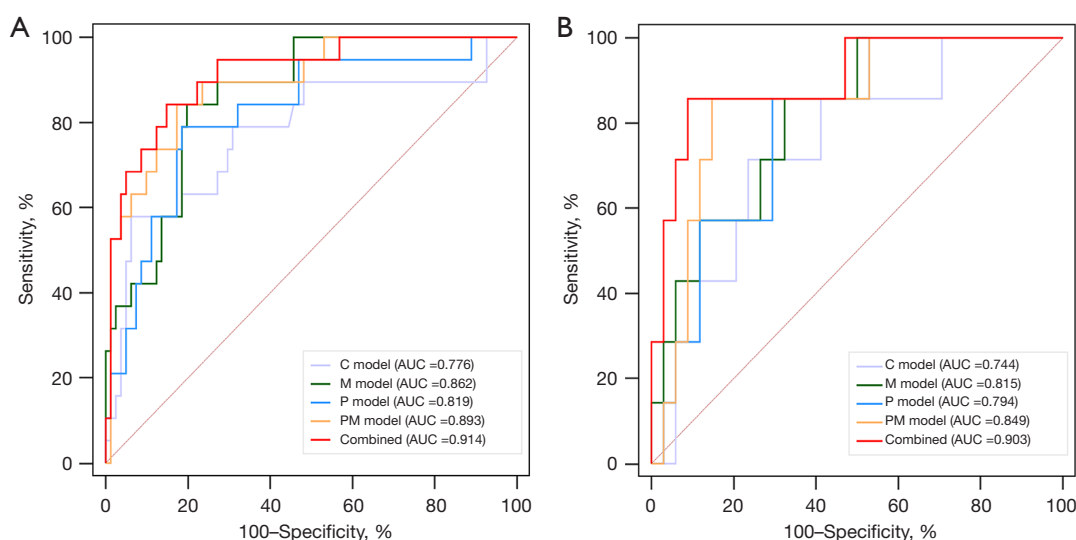 A
100
80
60
40
20
0
Sensitivity, %
C model (AUC =0.776)
M model (AUC =0.862)
P model (AUC =0.819)
PM model (AUC =0.893)
Combined (AUC =0.914)
0 20 40 60 80 100
100–Specificity, %
B
100
80
60
40
20
0
Sensitivity, %
C model (AUC =0.744)
M model (AUC =0.815)
P model (AUC =0.794)
PM model (AUC =0.849)
Combined (AUC =0.903)
0 20 40 60 80 100
100–Specificity, %